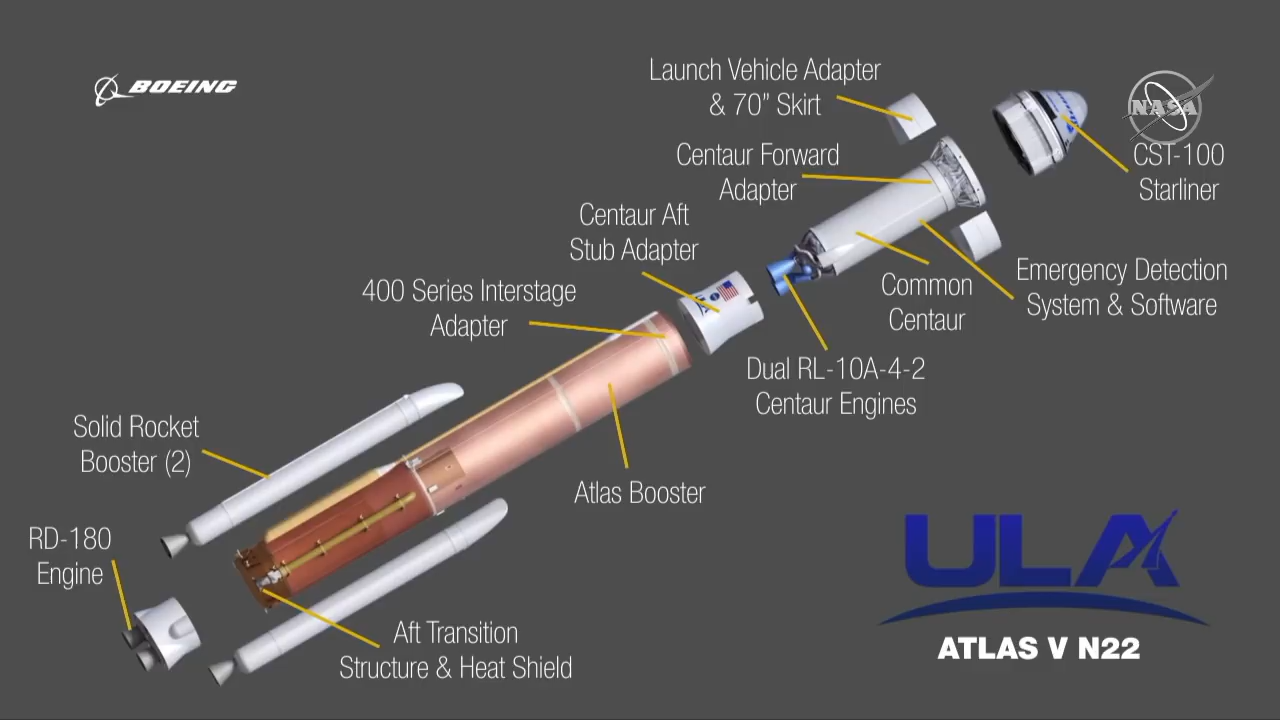 BOEING
Launch Vehicle Adapter
& 70” Skirt
NASA
Centaur Forward
Adapter
CST-100
Starliner
Centaur Aft
Stub Adapter
Emergency Detection
System & Software
Common
Centaur
400 Series Interstage
Adapter
Dual RL-10A-4-2
Centaur Engines
Solid Rocket
Booster (2)
Atlas Booster
RD-180
Engine
Aft Transition
Structure & Heat Shield
ULA
ATLAS V N22